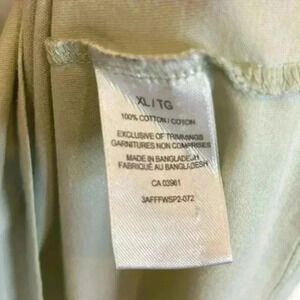 XL/TG
100% COTTON / COTON
EXCLUSIVE OF TRIMMINGS
GARNITURES NON COMPRISES
MADE IN BANGLADESH
FABRIQUÉ AU BANGLADESH
CA 03961
3AFFFWSP2-072